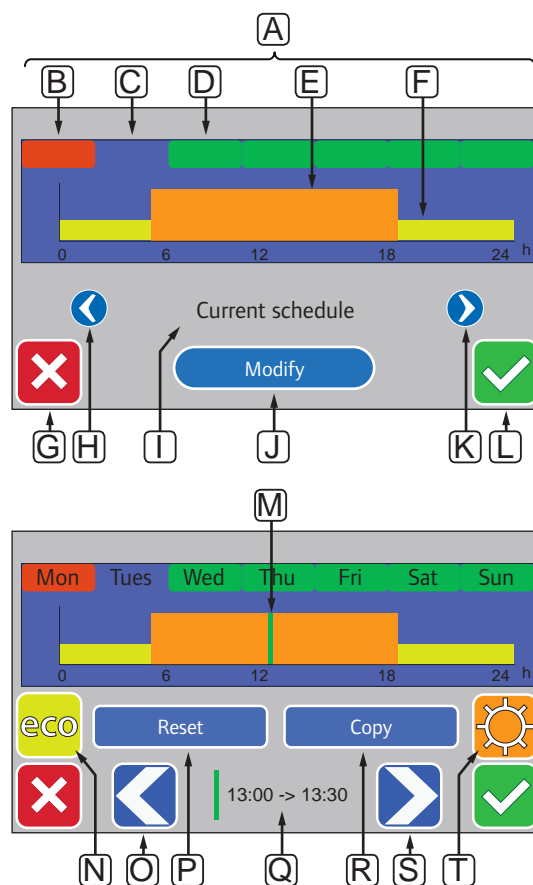 A
B C D E F
0 6 12 18 24 h
Current schedule
Modify
G H I J K L
M
Mon Tues Wed Thu Fri Sat Sun
0 6 12 18 24 h
eco Reset Copy
13:00 -> 13:30
N O P Q R S T